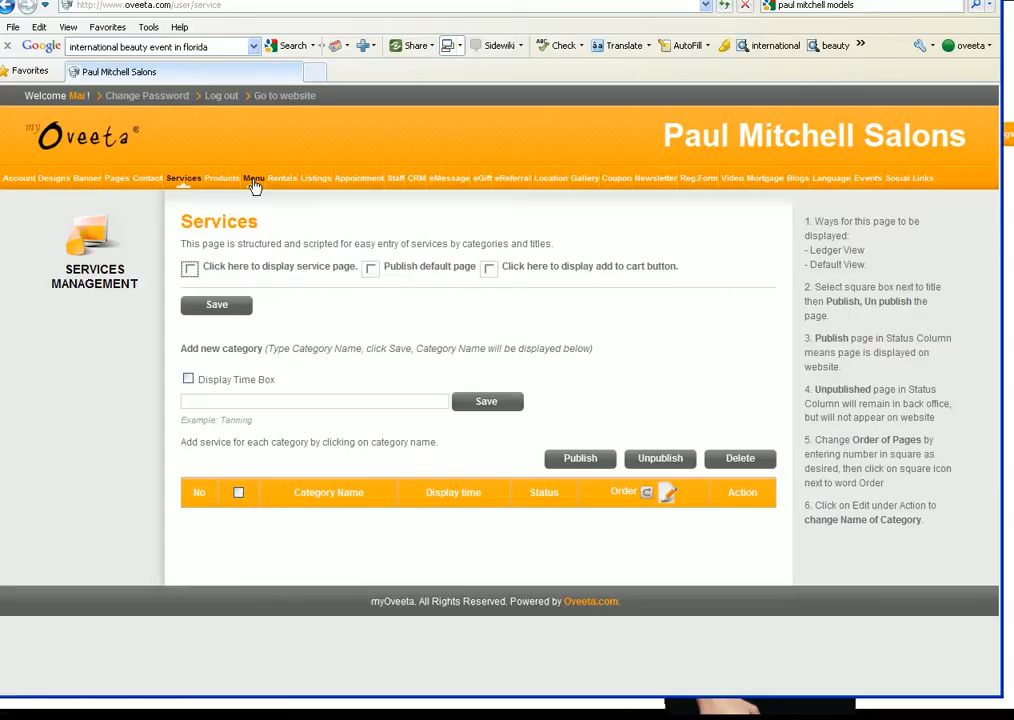 http://www.oveeta.com/user/service
paul mitchell models
File Edit View Favorites Tools Help
Google international beauty event in florida Search Share Sidewiki Check Translate AutoFill international beauty oveeta
Favorites Paul Mitchell Salons
Welcome Mai ! Change Password Log out Go to website
my Oveeta® Paul Mitchell Salons
Account Designs Banner Pages Contact Services Products Menu Rentals Listings Appointment Staff CRM eMessage eGift eReferral Location Gallery Coupon Newsletter Reg.Form Video Mortgage Blogs Language Events Social Links
SERVICES
MANAGEMENT
Services
This page is structured and scripted for easy entry of services by categories and titles.
Click here to display service page. Publish default page Click here to display add to cart button.
Save
Add new category (Type Category Name, click Save, Category Name will be displayed below)
Display Time Box
Save
Example: Tanning
Add service for each category by clicking on category name.
Publish Unpublish Delete
No Category Name Display time Status Order Action
1. Ways for this page to be
displayed:
- Ledger View
- Default View.
2. Select square box next to title
then Publish, Un publish the
page.
3. Publish page in Status Column
means page is displayed on
website.
4. Unpublished page in Status
Column will remain in back office,
but will not appear on website
5. Change Order of Pages by
entering number in square as
desired, then click on square icon
next to word Order
6. Click on Edit under Action to
change Name of Category.
myOveeta. All Rights Reserved. Powered by Oveeta.com.